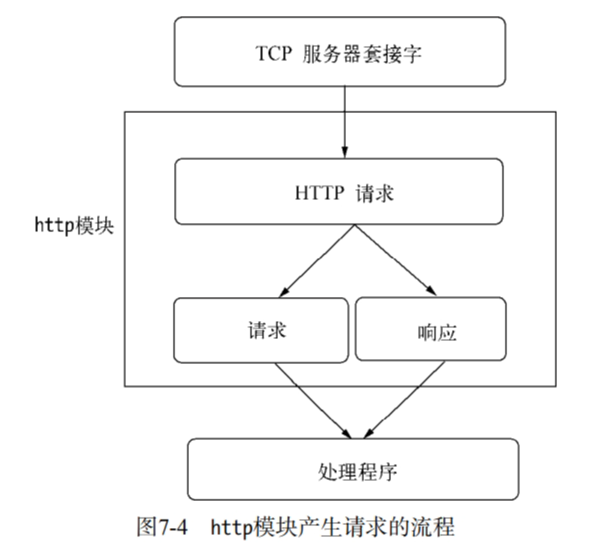 TCP 服务器套接字
HTTP 请求
http模块
请求
响应
处理程序
图7-4 http模块产生请求的流程